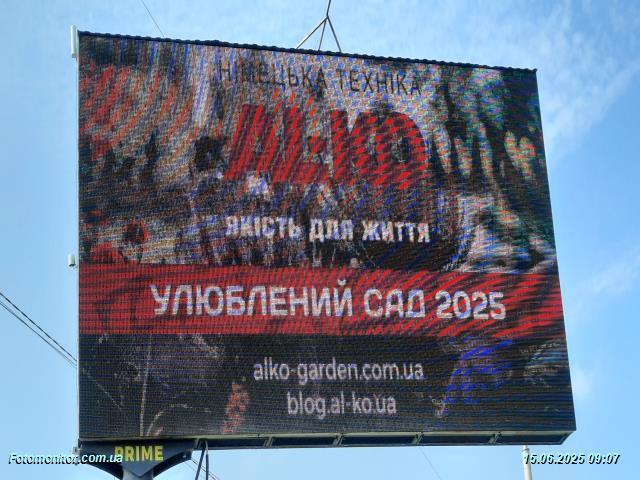 НІМЕЦЬКА ТЕХНІКА
AL-KO
ЯКІСТЬ ДЛЯ ЖИТТЯ
УЛЮБЛЕНИЙ САД 2025
alko-garden.com.ua
blog.al-ko.ua
PRIME
Fotomonitor.com.ua
15.06.2025 09:07